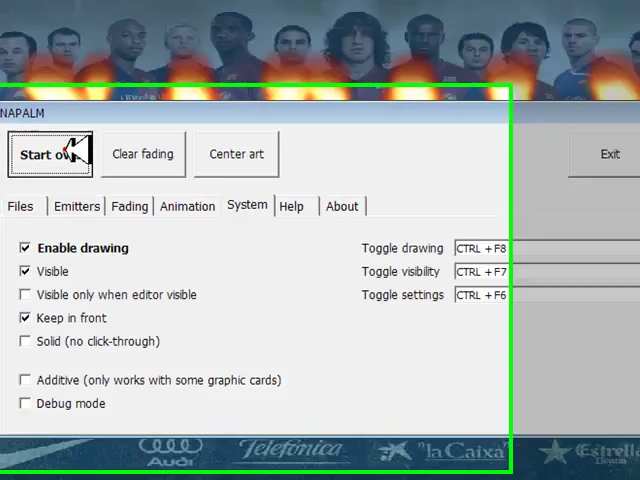 NAPALM
Start ov
Clear fading
Center art
Exit
Files
Emitters
Fading
Animation
System
Help
About
Enable drawing
Toggle drawing
CTRL + F8
Visible
Toggle visibility
CTRL + F7
Visible only when editor visible
Toggle settings
CTRL + F6
Keep in front
Solid (no click-through)
Additive (only works with some graphic cards)
Debug mode
Audi
Telefónica
"la Caixa"
Estrella
Damm